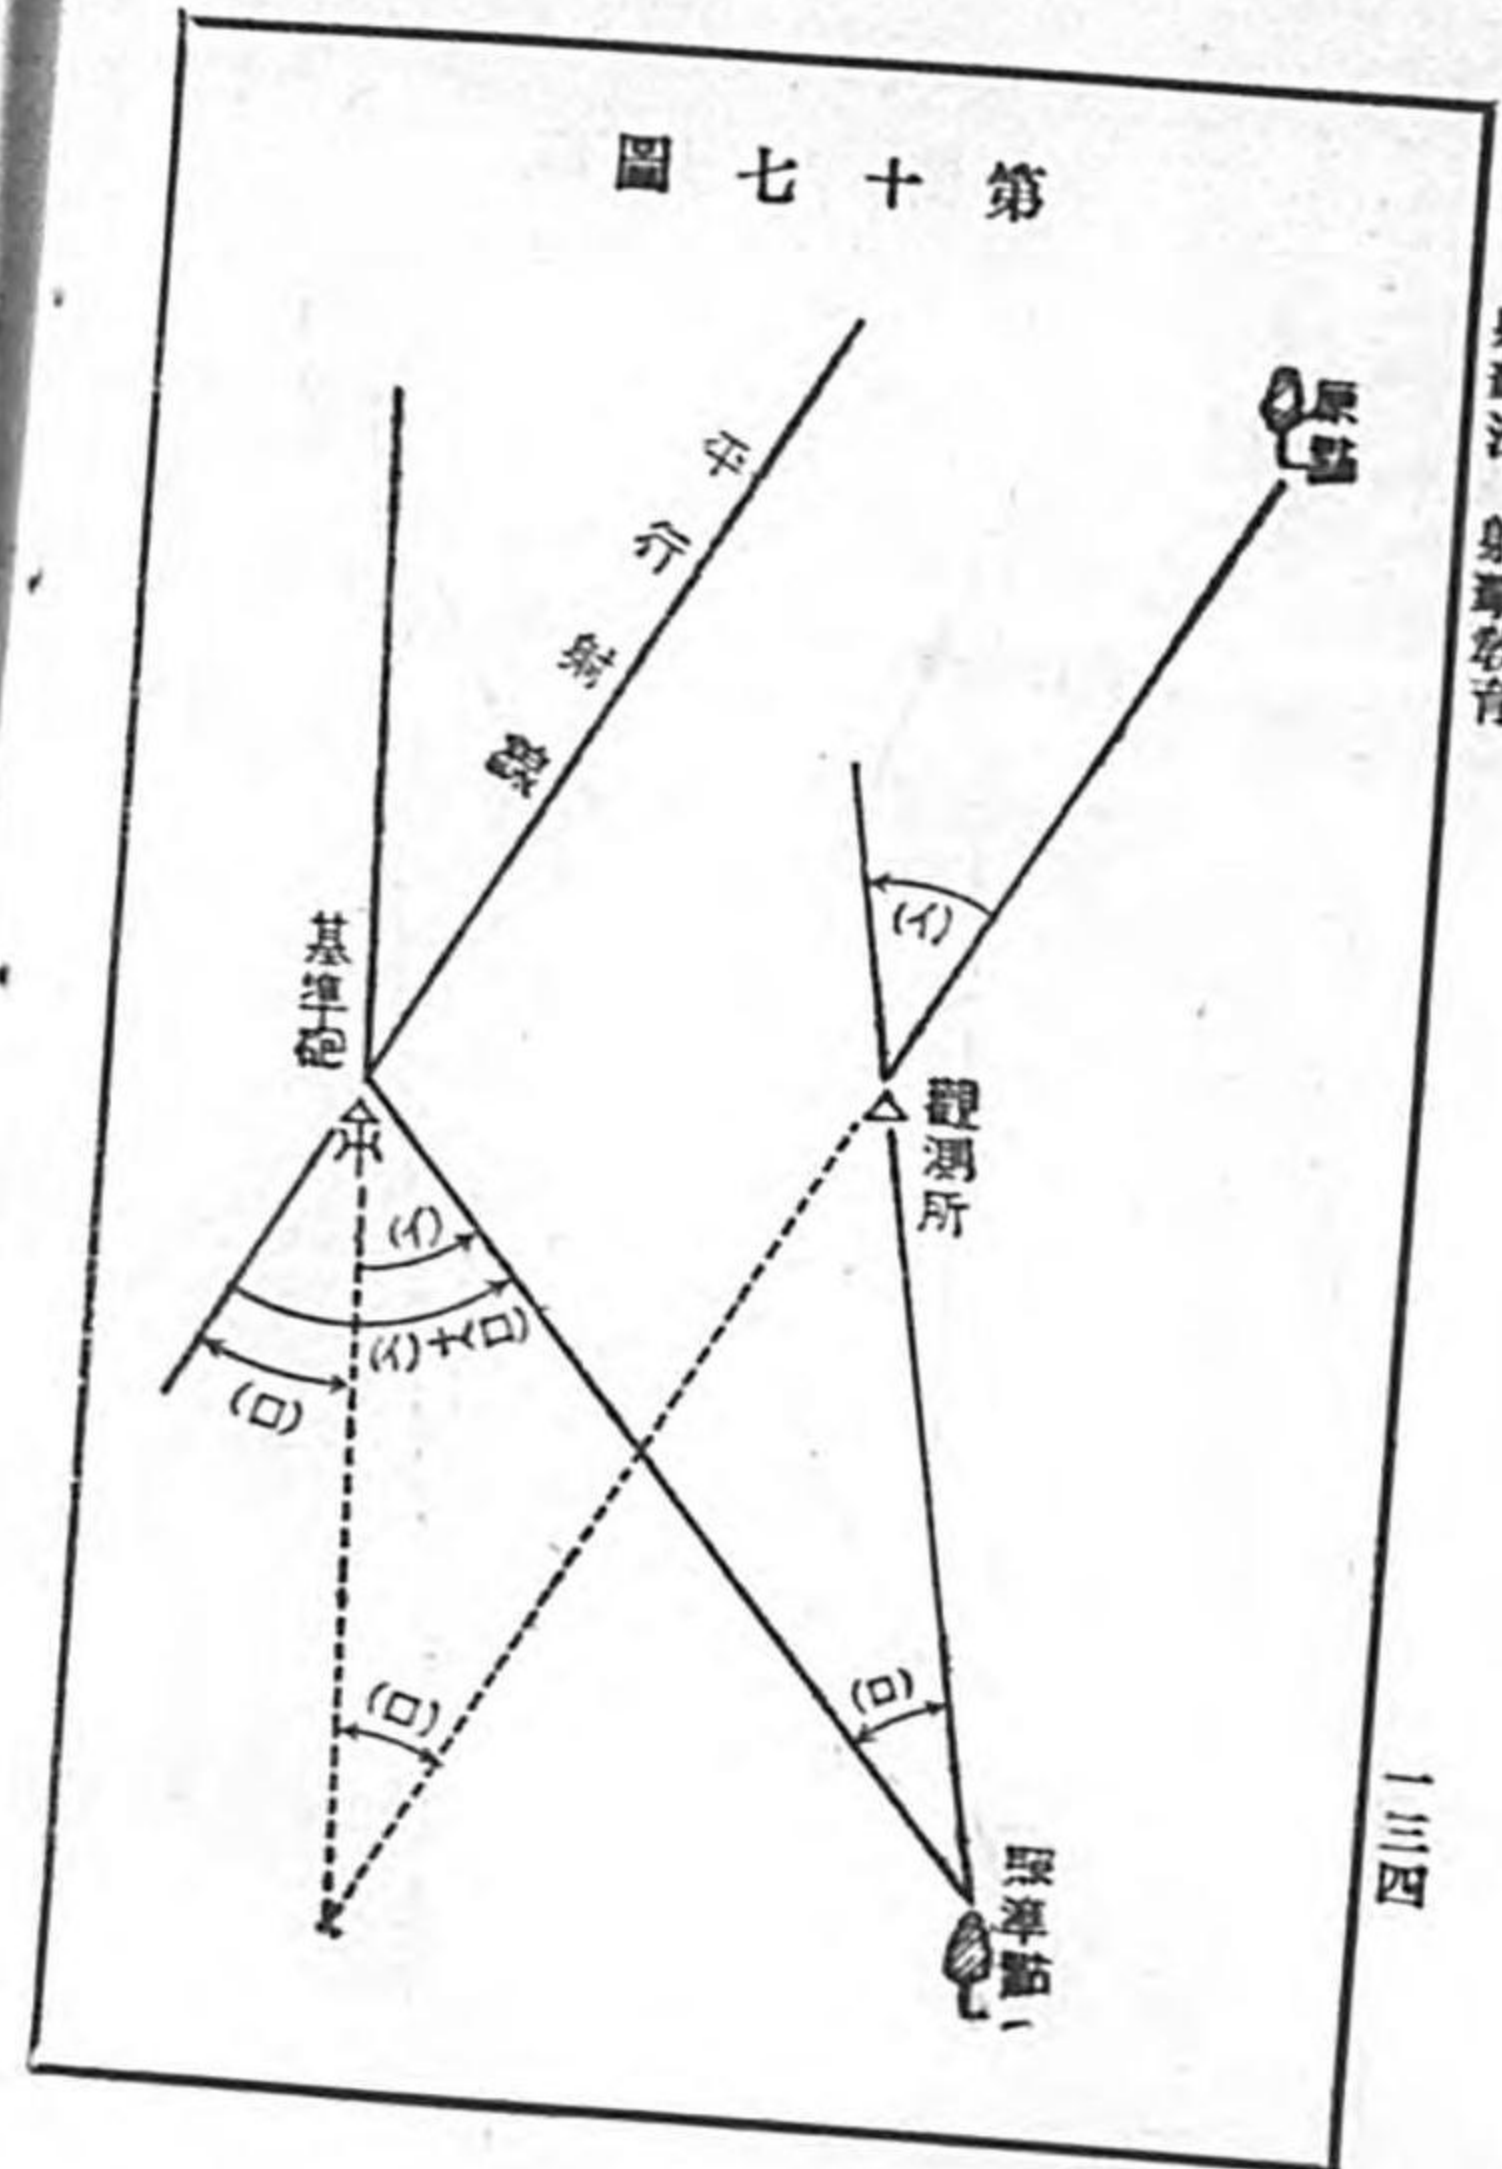 第十七圖
原點
平行射線
(イ)
基準砲
觀測所
(イ)
(イ)±(ロ)
(ロ)
(ロ)
(ロ)
照準點
一三四